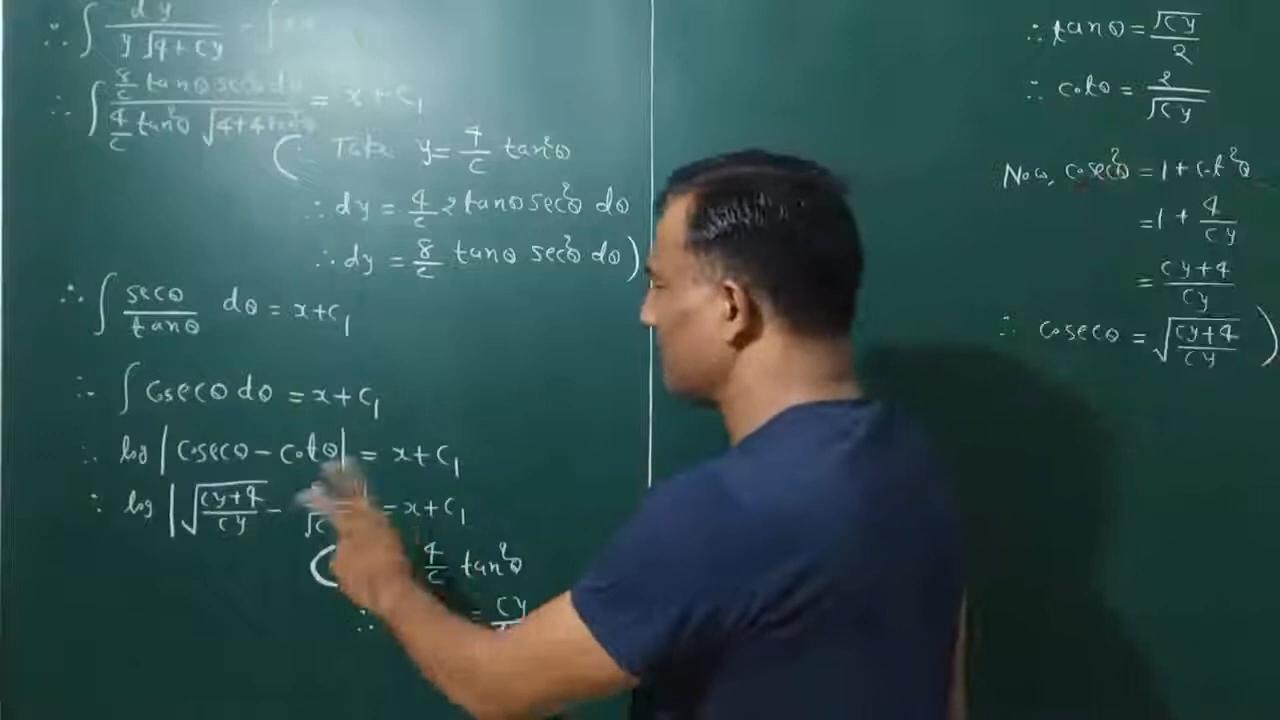 ∴ ∫ dy / y √4+cy - ∫
∴ ∫ 8/c tanθ sec²θ dθ / 4/c tan²θ √4+4tan²θ = x+c₁
(∵ Take y = 4/c tan²θ
∴ dy = 4/c 2 tanθ sec²θ dθ
∴ dy = 8/c tanθ sec²θ dθ)
∴ ∫ secθ / tanθ dθ = x+c₁
∴ ∫ cosecθ dθ = x+c₁
∴ log |cosecθ - cotθ| = x+c₁
∴ log |√cy+4 / cy - = x+c₁
( 4/c tan²θ
∴ = cy
∴ tanθ = √cy / 2
∴ cotθ = 2 / √cy
Now, cosec²θ = 1 + cot²θ
= 1 + 4 / cy
= cy+4 / cy
∴ cosecθ = √cy+4 / cy )